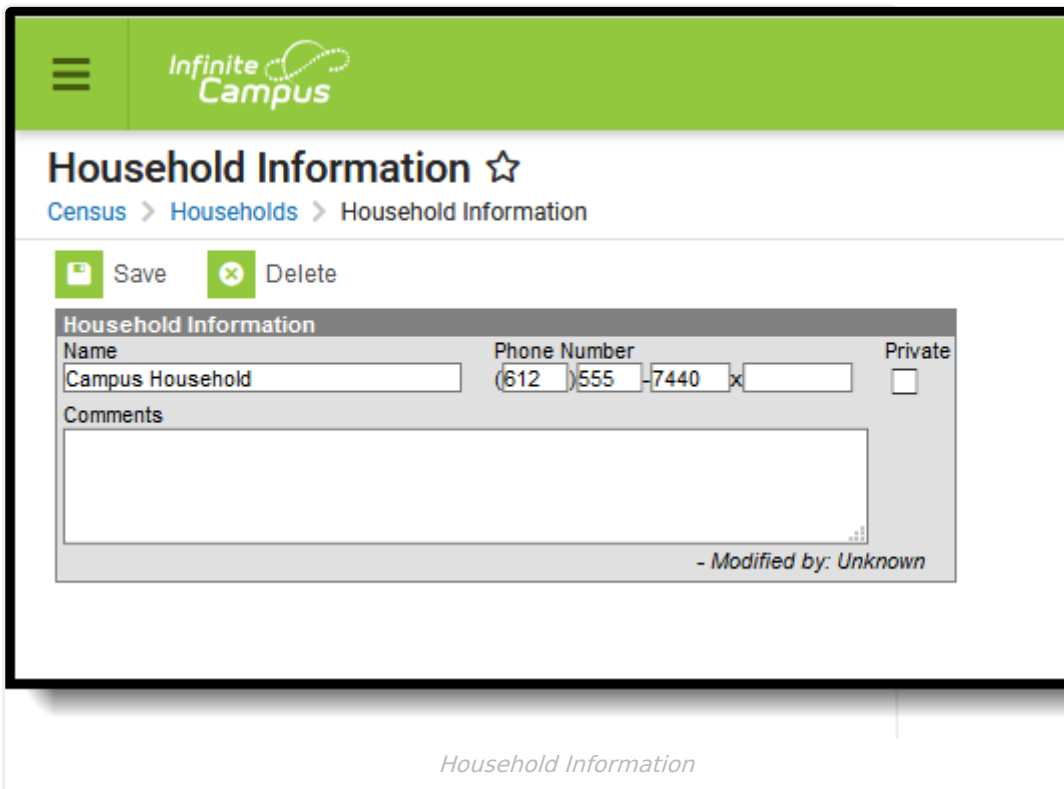 Infinite
Campus
Household Information
Census > Households > Household Information
Save Delete
Household Information
Name Phone Number Private
Campus Household (612 )555 -7440 x
Comments
- Modified by: Unknown
Household Information